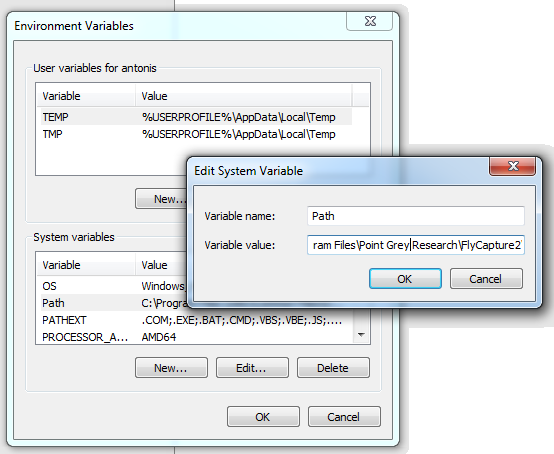 Environment Variables
User variables for antonis
Variable Value
TEMP %USERPROFILE%\AppData\Local\Temp
TMP %USERPROFILE%\AppData\Local\Temp
New...
Edit System Variable
Variable name: Path
Variable value: ram Files\Point Grey Research\FlyCapture2
OK Cancel
System variables
Variable Value
OS Windows_
Path C:\Progra
PATHEXT .COM;.EXE;.BAT;.CMD;.VBS;.VBE;.JS;....
PROCESSOR_A... AMD64
New... Edit... Delete
OK Cancel